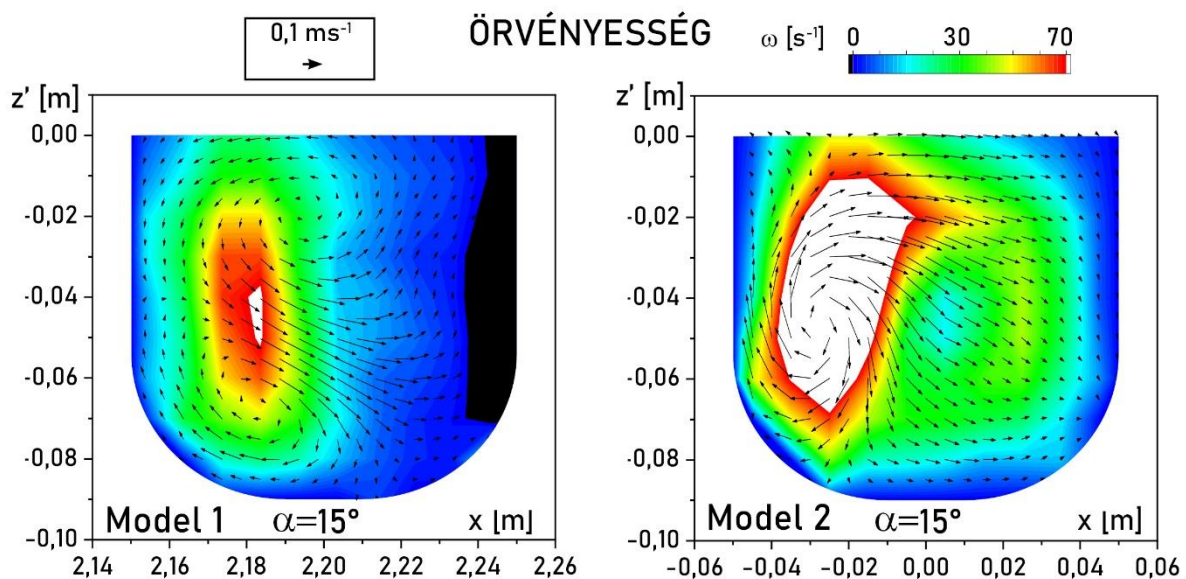 0,1 ms⁻¹
ÖRVÉNYESSÉG
ω [s⁻¹] 0 30 70
z' [m]
0,00
-0,02
-0,04
-0,06
-0,08
-0,10
Model 1 α=15° x [m]
2,14 2,16 2,18 2,20 2,22 2,24 2,26
z' [m]
0,00
-0,02
-0,04
-0,06
-0,08
-0,10
Model 2 α=15° x [m]
-0,06 -0,04 -0,02 0,00 0,02 0,04 0,06